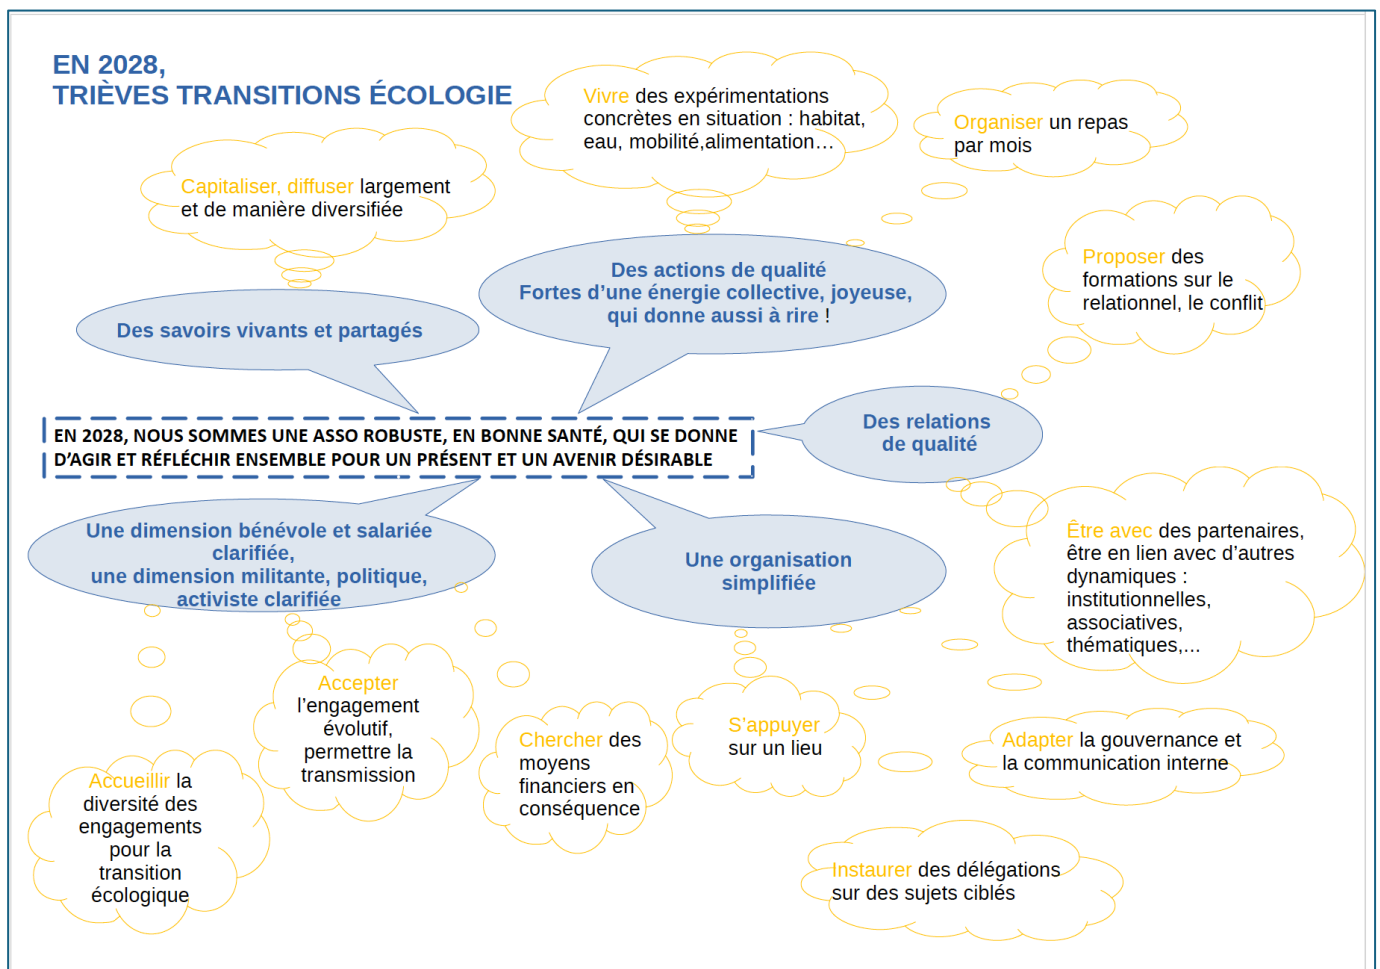 EN 2028,
TRIÈVES TRANSITIONS ÉCOLOGIE
Vivre des expérimentations
concrètes en situation : habitat,
eau, mobilité,alimentation…
Organiser un repas
par mois
Capitaliser, diffuser largement
et de manière diversifiée
Proposer des
formations sur le
relationnel, le conflit
Des actions de qualité
Fortes d’une énergie collective, joyeuse,
qui donne aussi à rire !
Des savoirs vivants et partagés
Des relations
de qualité
EN 2028, NOUS SOMMES UNE ASSO ROBUSTE, EN BONNE SANTÉ, QUI SE DONNE
D’AGIR ET RÉFLÉCHIR ENSEMBLE POUR UN PRÉSENT ET UN AVENIR DÉSIRABLE
Une dimension bénévole et salariée
clarifiée,
une dimension militante, politique,
activiste clarifiée
Une organisation
simplifiée
Être avec des partenaires,
être en lien avec d’autres
dynamiques :
institutionnelles,
associatives,
thématiques,...
Accepter
l’engagement
évolutif,
permettre la
transmission
Chercher des
moyens
financiers en
conséquence
S’appuyer
sur un lieu
Adapter la gouvernance et
la communication interne
Accueillir la
diversité des
engagements
pour la
transition
écologique
Instaurer des délégations
sur des sujets ciblés